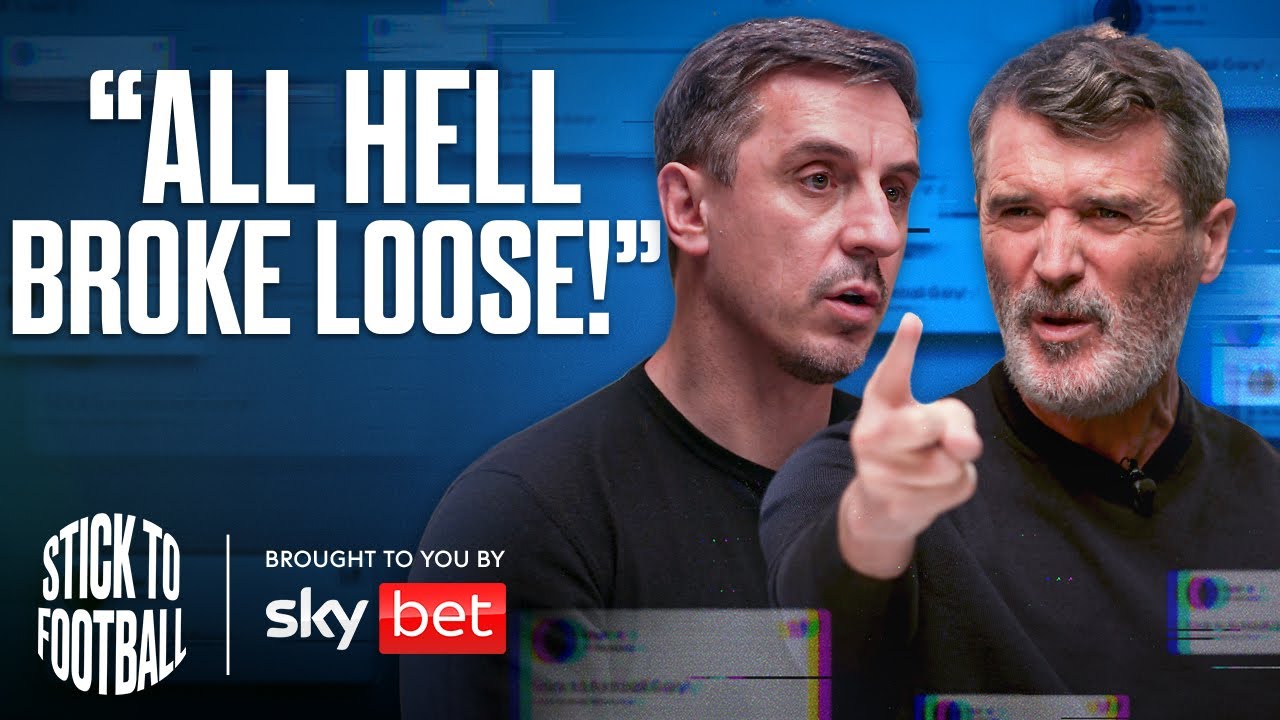 “ALL HELL
BROKE LOOSE!”
STICK TO
FOOTBALL
BROUGHT TO YOU BY
sky bet